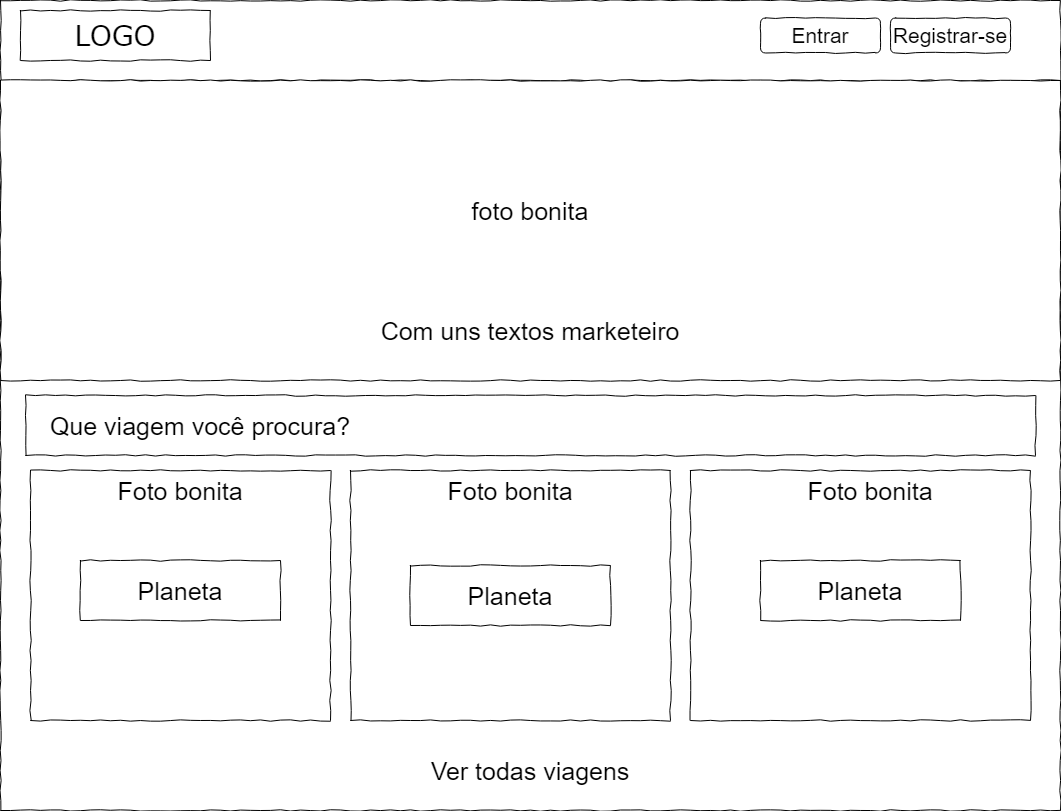 LOGO
Entrar
Registrar-se
foto bonita
Com uns textos marketeiro
Que viagem você procura?
Foto bonita
Foto bonita
Foto bonita
Planeta
Planeta
Planeta
Ver todas viagens